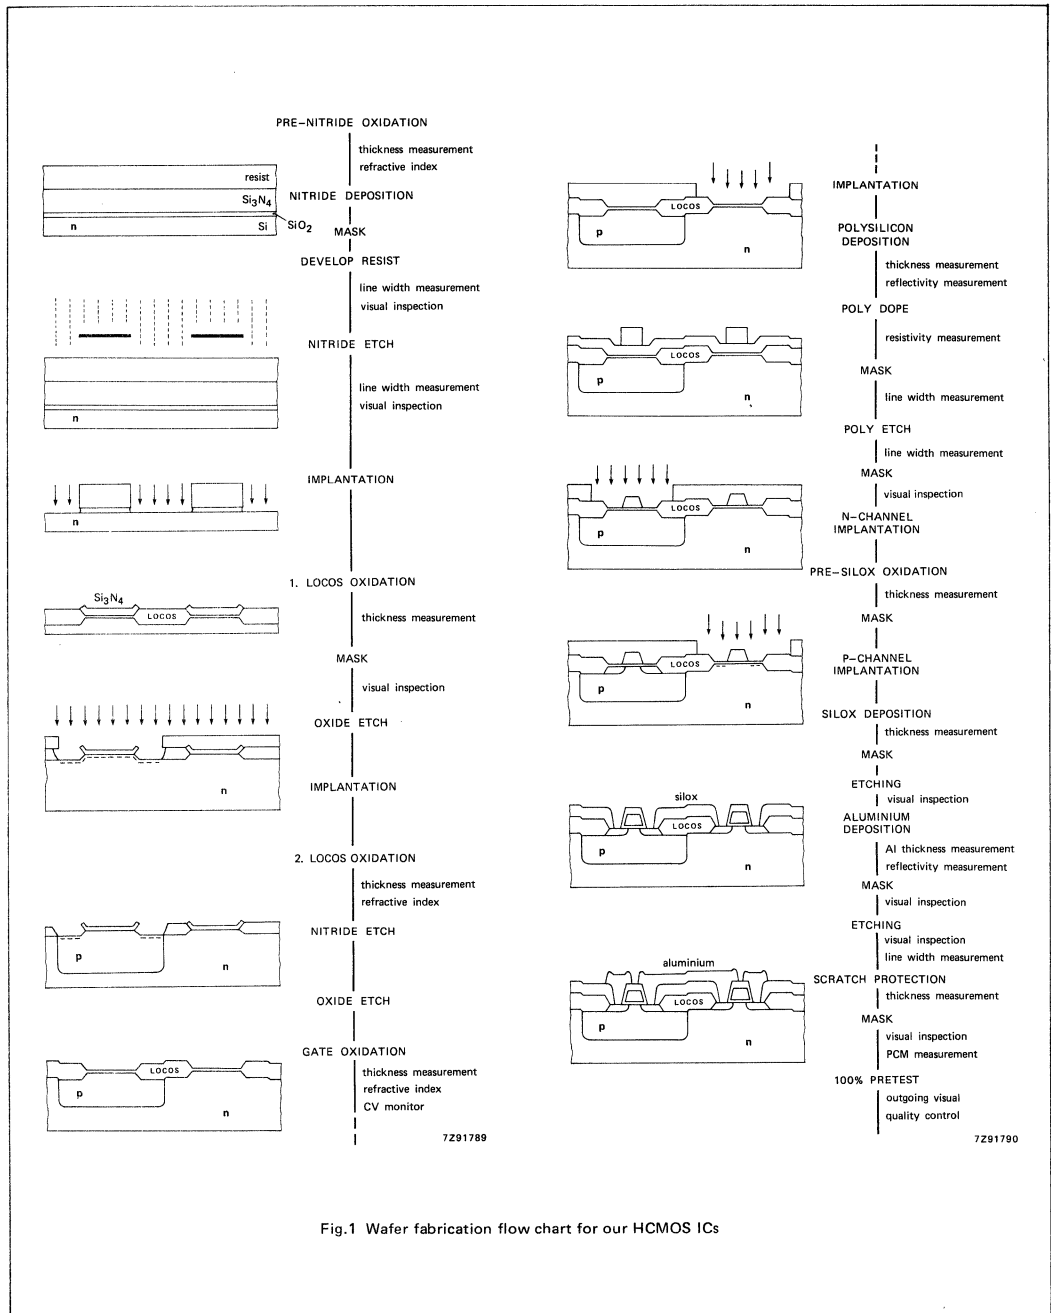 PRE–NITRIDE OXIDATION
thickness measurement
refractive index
resist
Si3N4
NITRIDE DEPOSITION
n
Si
SiO2
MASK
DEVELOP RESIST
line width measurement
visual inspection
NITRIDE ETCH
line width measurement
visual inspection
n
IMPLANTATION
n
1. LOCOS OXIDATION
Si3N4
LOCOS
thickness measurement
MASK
visual inspection
OXIDE ETCH
n
IMPLANTATION
2. LOCOS OXIDATION
thickness measurement
refractive index
NITRIDE ETCH
p
n
OXIDE ETCH
GATE OXIDATION
LOCOS
thickness measurement
p
refractive index
n
CV monitor
7Z91789
IMPLANTATION
LOCOS
p
n
POLYSILICON
DEPOSITION
thickness measurement
reflectivity measurement
POLY DOPE
resistivity measurement
LOCOS
p
n
MASK
line width measurement
POLY ETCH
line width measurement
MASK
visual inspection
LOCOS
p
n
N–CHANNEL
IMPLANTATION
PRE–SILOX OXIDATION
thickness measurement
MASK
P–CHANNEL
IMPLANTATION
LOCOS
p
n
SILOX DEPOSITION
thickness measurement
MASK
ETCHING
visual inspection
silox
LOCOS
p
n
ALUMINIUM
DEPOSITION
Al thickness measurement
reflectivity measurement
MASK
visual inspection
ETCHING
visual inspection
line width measurement
aluminium
SCRATCH PROTECTION
thickness measurement
LOCOS
p
n
MASK
visual inspection
PCM measurement
100% PRETEST
outgoing visual
quality control
7Z91790
Fig.1 Wafer fabrication flow chart for our HCMOS ICs